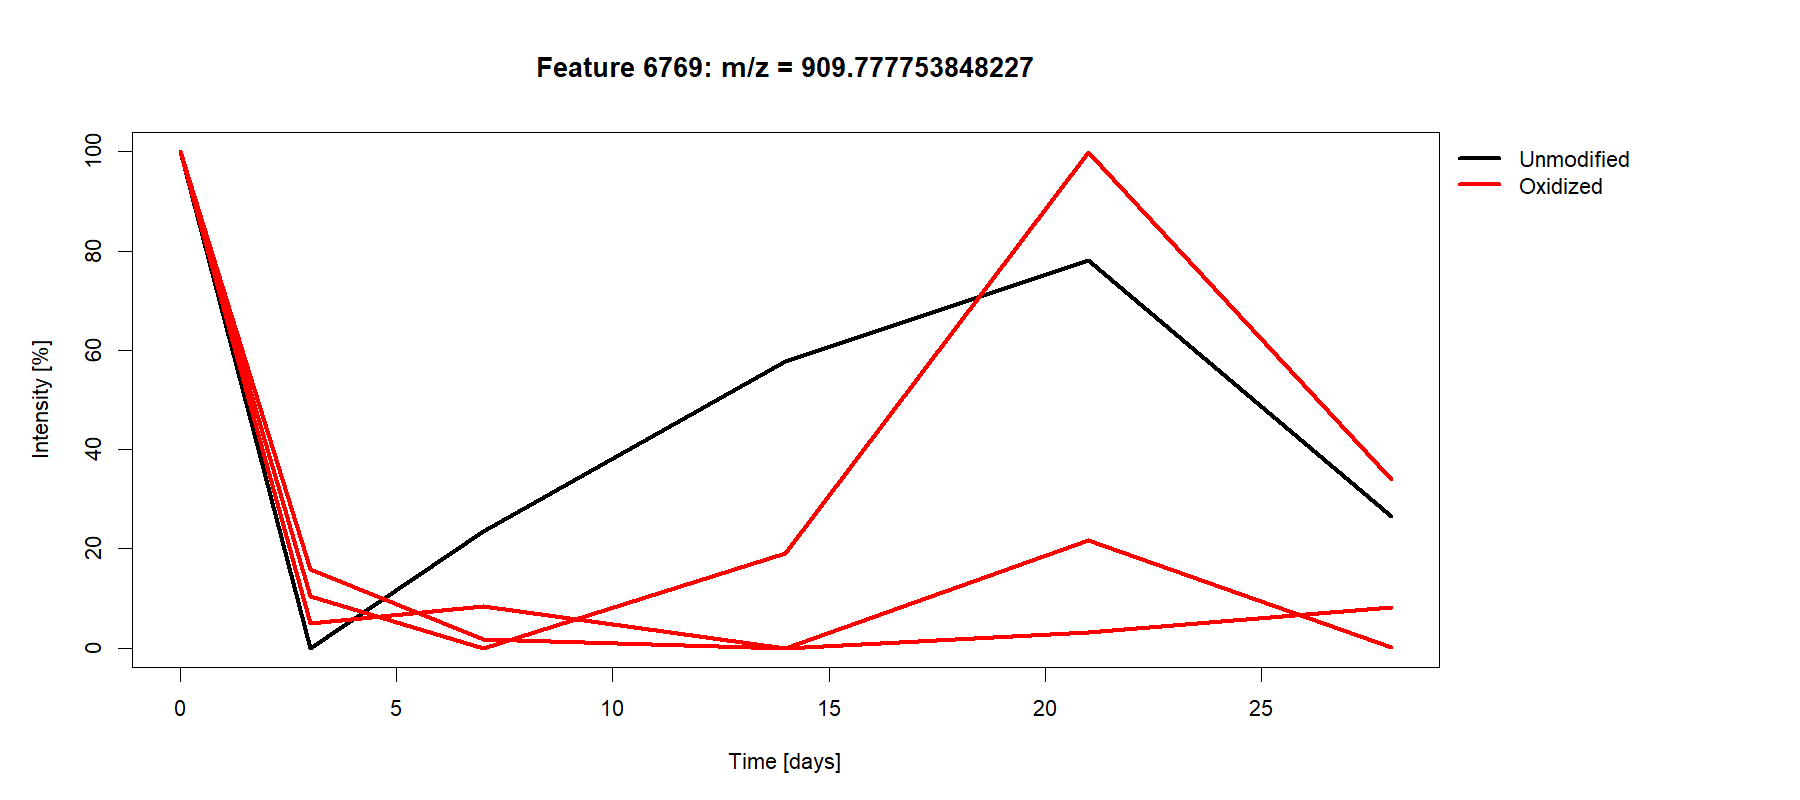 Feature 6769: m/z = 909.777753848227
Unmodified
Oxidized
100
80
60
40
20
0
Intensity [%]
0 5 10 15 20 25
Time [days]